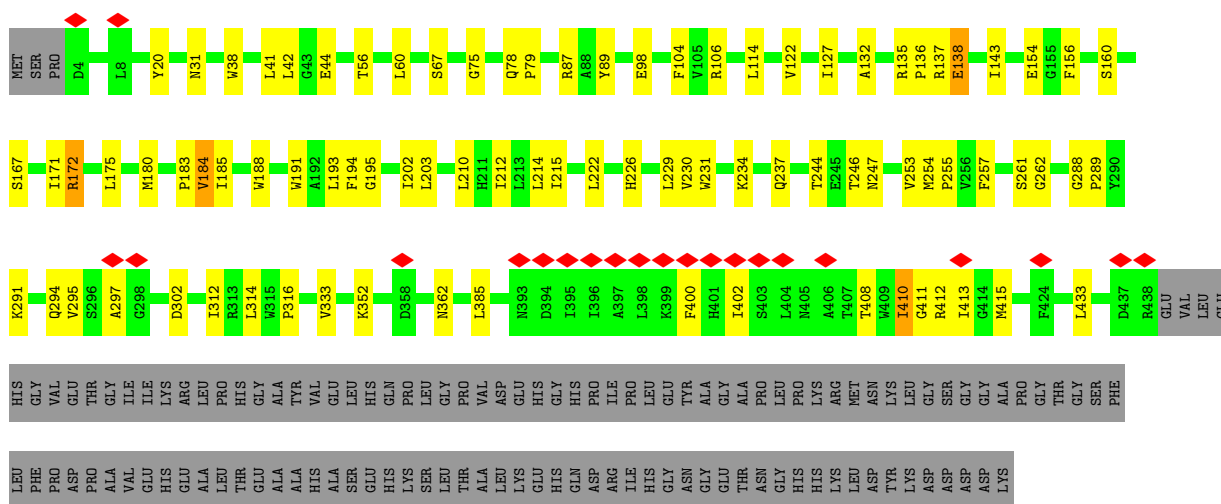 MET SER PRO D4 L8 Y20 N31 W38 L41 L42 G43 E44 T56 L60 S67 G75 Q78 P79 R87 A88 Y89 E98 F104 V105 R106 L114 V122 I127 A132 R135 P136 R137 E138 I143 E154 G155 F156 S160
S167 I171 R172 L175 M180 P183 V184 I185 W188 W191 A192 L193 F194 G195 I202 L203 L210 H211 I212 L213 L214 I215 L222 H226 L229 V230 W231 K234 Q237 T244 E245 T246 N247 V253 M254 P255 V256 F257 S261 G262 G288 P289 Y290
K291 Q294 V295 S296 A297 G298 D302 I312 R313 L314 W315 P316 V333 K352 D358 N362 L385 N393 D394 I395 I396 A397 L398 K399 F400 H401 I402 S403 L404 N405 A406 T407 T408 W409 I410 G411 R412 I413 G414 M415 F424 L433 D437 R438 GLU VAL LEU GLU
HIS GLY VAL GLU THR GLY ILE ILE LYS ARG LEU PRO HIS GLY ALA TYR VAL GLU LEU HIS GLN PRO LEU GLY PRO VAL ASP GLU HIS GLY HIS PRO ILE PRO LEU GLU TYR ALA GLY ALA PRO LEU PRO LYS ARG MET ASN LYS LEU GLY SER GLY GLY ALA PRO GLY THR GLY SER PHE
LEU PHE PRO ASP PRO ALA VAL GLU HIS GLU ALA LEU THR GLU ALA HIS ALA SER GLU HIS LYS SER LEU THR ALA LEU LYS GLU HIS GLN ASP ARG ILE HIS GLY ASN GLY GLU THR ASN GLY HIS HIS LYS LEU ASP TYR LYS ASP ASP ASP ASP LYS